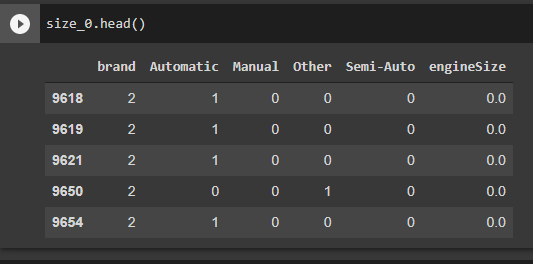 size_0.head()
brand Automatic Manual Other Semi-Auto engineSize
9618 2 1 0 0 0 0.0
9619 2 1 0 0 0 0.0
9621 2 1 0 0 0 0.0
9650 2 0 0 1 0 0.0
9654 2 1 0 0 0 0.0